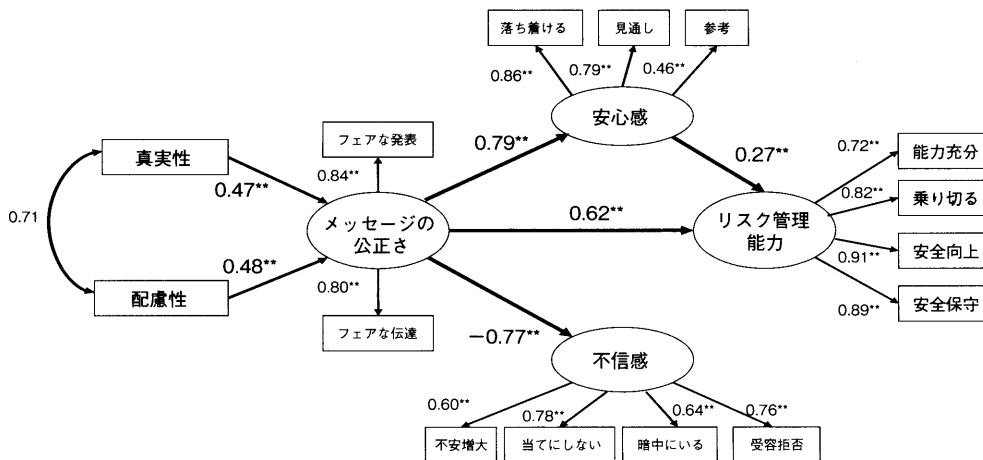 落ち着ける
見通し
参考
0.86**
0.79**
0.46**
安心感
フェアな発表
真実性
0.84**
0.79**
0.27**
0.72**
能力充分
0.47**
0.82**
乗り切る
0.71
メッセージの
公正さ
0.62**
リスク管理
能力
0.91**
安全向上
0.48**
配慮性
0.80**
0.89**
安全保守
フェアな伝達
−0.77**
不信感
0.60**
0.78**
0.64**
0.76**
不安増大
当てにしない
暗中にいる
受容拒否